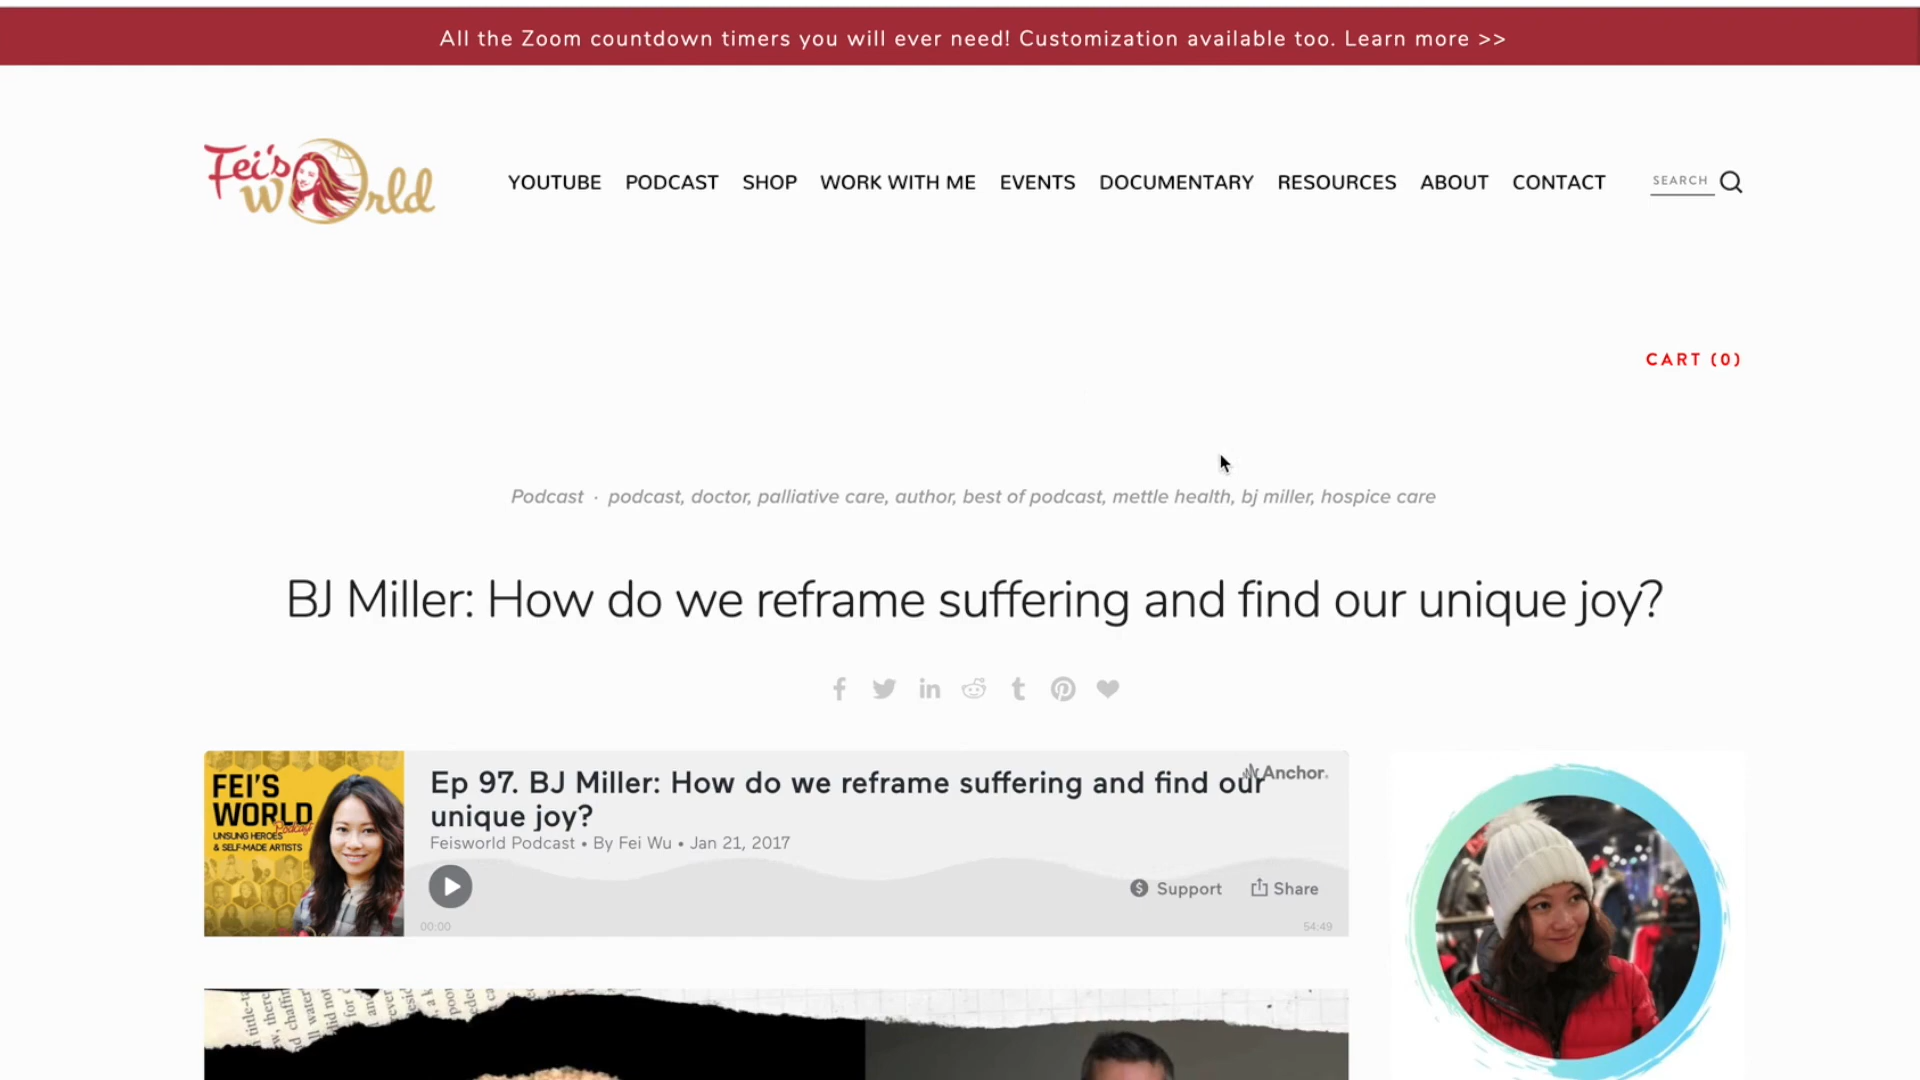 All the Zoom countdown timers you will ever need! Customization available too. Learn more >>
Fei's
World
YOUTUBE PODCAST SHOP WORK WITH ME EVENTS DOCUMENTARY RESOURCES ABOUT CONTACT SEARCH
CART (0)
Podcast · podcast, doctor, palliative care, author, best of podcast, mettle health, bj miller, hospice care
BJ Miller: How do we reframe suffering and find our unique joy?
FEI'S
WORLD
Podcast
UNSUNG HEROES
& SELF-MADE ARTISTS
Ep 97. BJ Miller: How do we reframe suffering and find our
unique joy?
Anchor.
Feisworld Podcast • By Fei Wu • Jan 21, 2017
Support Share
00:00 54:49